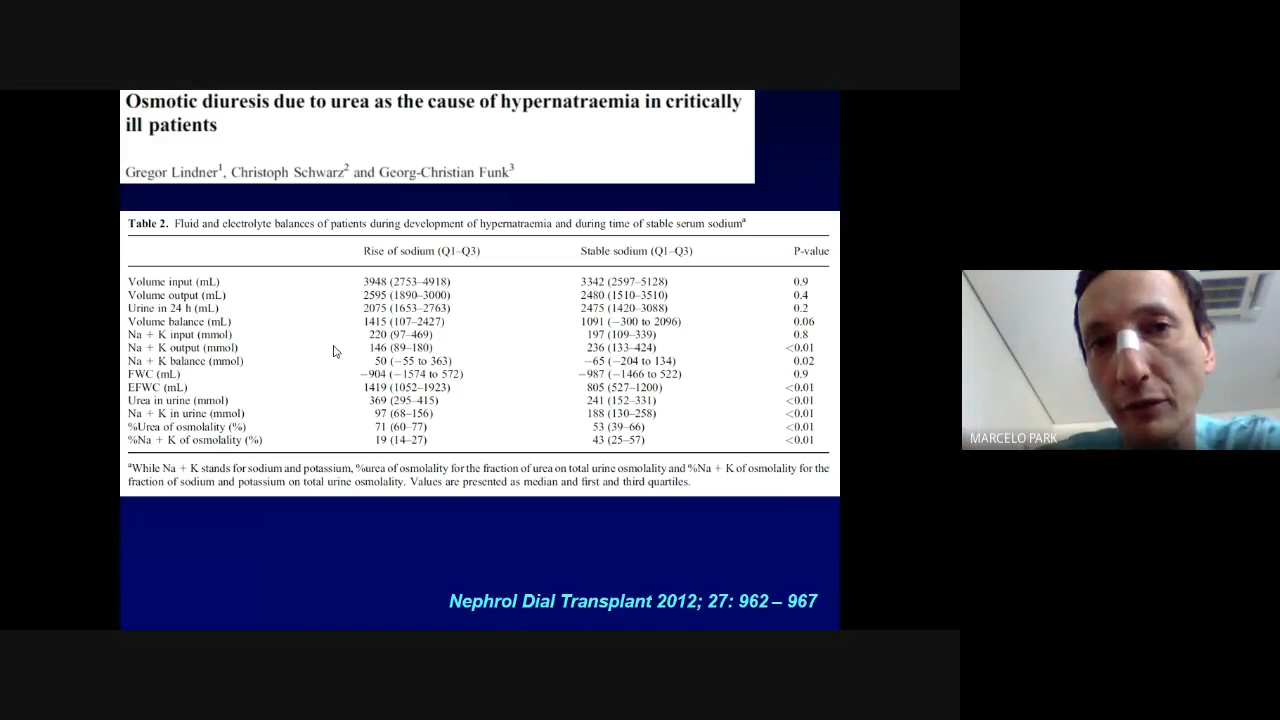 Osmotic diuresis due to urea as the cause of hypernatraemia in critically
ill patients
Gregor Lindner1, Christoph Schwarz2 and Georg-Christian Funk3
Table 2. Fluid and electrolyte balances of patients during development of hypernatraemia and during time of stable serum sodiuma
Rise of sodium (Q1–Q3) Stable sodium (Q1–Q3) P-value
Volume input (mL) 3948 (2753–4918) 3342 (2597–5128) 0.9
Volume output (mL) 2595 (1890–3000) 2480 (1510–3510) 0.4
Urine in 24 h (mL) 2075 (1653–2763) 2475 (1420–3088) 0.2
Volume balance (mL) 1415 (107–2427) 1091 (−300 to 2096) 0.06
Na + K input (mmol) 220 (97–469) 197 (109–339) 0.8
Na + K output (mmol) 146 (89–180) 236 (133–424) <0.01
Na + K balance (mmol) 50 (−55 to 363) −65 (−204 to 134) 0.02
FWC (mL) −904 (−1574 to 572) −987 (−1466 to 522) 0.9
EFWC (mL) 1419 (1052–1923) 805 (527–1200) <0.01
Urea in urine (mmol) 369 (295–415) 241 (152–331) <0.01
Na + K in urine (mmol) 97 (68–156) 188 (130–258) <0.01
%Urea of osmolality (%) 71 (60–77) 53 (39–66) <0.01
%Na + K of osmolality (%) 19 (14–27) 43 (25–57) <0.01
aWhile Na + K stands for sodium and potassium, %urea of osmolality for the fraction of urea on total urine osmolality and %Na + K of osmolality for the
fraction of sodium and potassium on total urine osmolality. Values are presented as median and first and third quartiles.
MARCELO PARK
Nephrol Dial Transplant 2012; 27: 962 – 967